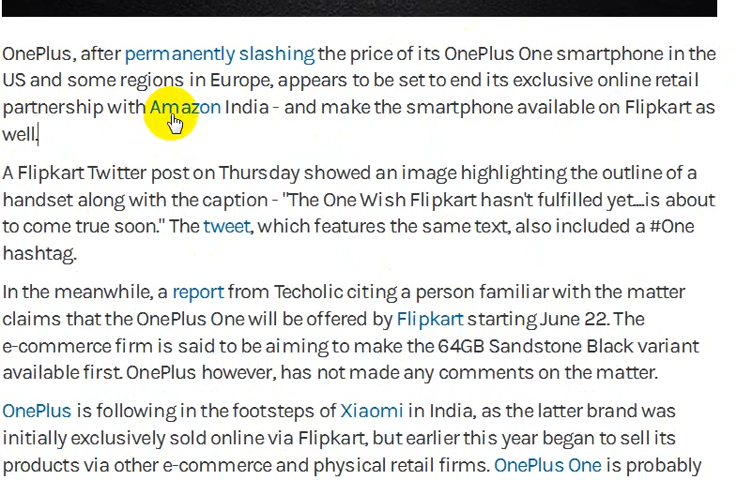 OnePlus, after permanently slashing the price of its OnePlus One smartphone in the
US and some regions in Europe, appears to be set to end its exclusive online retail
partnership with Amazon India - and make the smartphone available on Flipkart as
well.
A Flipkart Twitter post on Thursday showed an image highlighting the outline of a
handset along with the caption - "The One Wish Flipkart hasn't fulfilled yet....is about
to come true soon." The tweet, which features the same text, also included a #One
hashtag.
In the meanwhile, a report from Techolic citing a person familiar with the matter
claims that the OnePlus One will be offered by Flipkart starting June 22. The
e-commerce firm is said to be aiming to make the 64GB Sandstone Black variant
available first. OnePlus however, has not made any comments on the matter.
OnePlus is following in the footsteps of Xiaomi in India, as the latter brand was
initially exclusively sold online via Flipkart, but earlier this year began to sell its
products via other e-commerce and physical retail firms. OnePlus One is probably